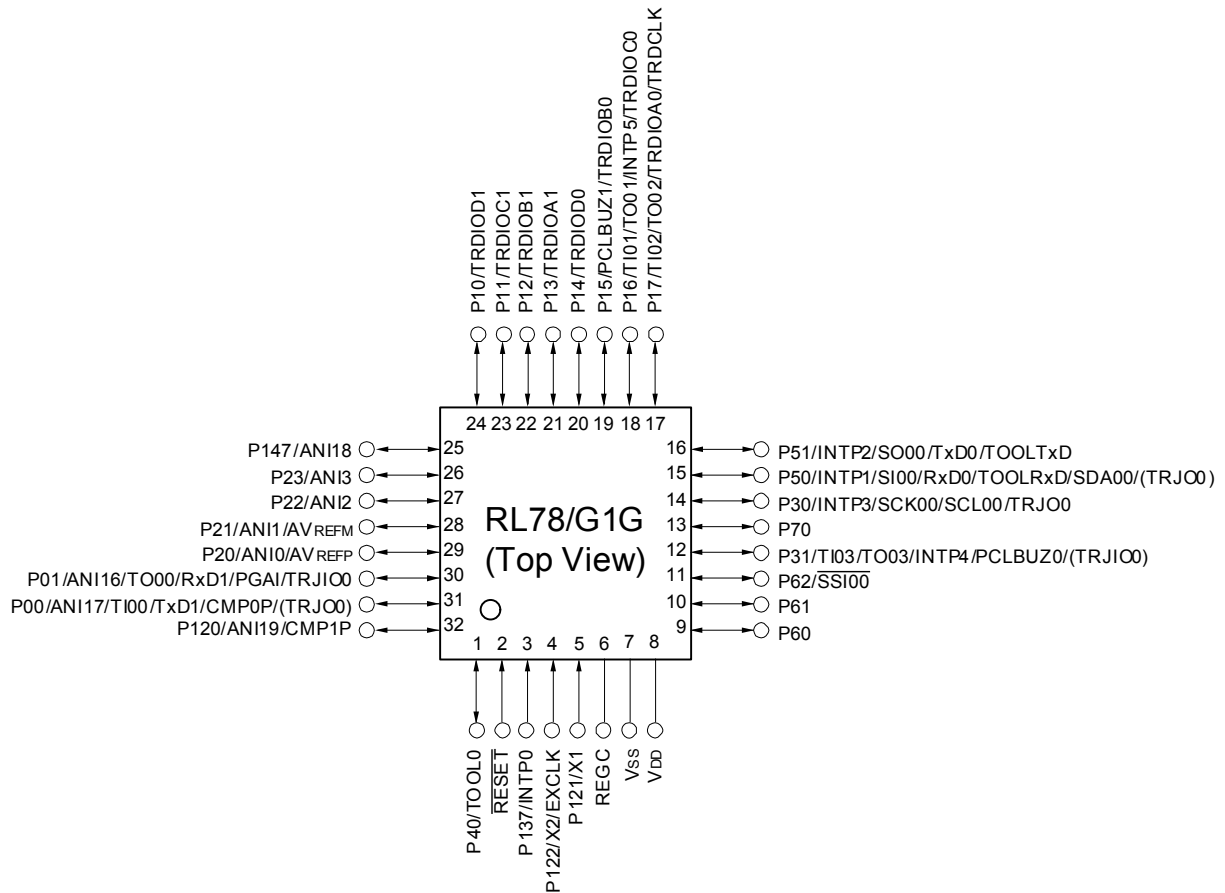 P10/TRDIOD1
P11/TRDIOC1
P12/TRDIOB1
P13/TRDIOA1
P14/TRDIOD0
P15/PCLBUZ1/TRDIOB0
P16/TI01/TO01/INTP5/TRDIOC0
P17/TI02/TO02/TRDIOA0/TRDCLK
24 23 22 21 20 19 18 17
P147/ANI18 25
P23/ANI3 26
P22/ANI2 27
P21/ANI1/AVREFM 28
P20/ANI0/AVREFP 29
P01/ANI16/TO00/RxD1/PGAI/TRJIO0 30
P00/ANI17/TI00/TxD1/CMP0P/(TRJO0) 31
P120/ANI19/CMP1P 32
RL78/G1G
(Top View)
16 P51/INTP2/SO00/TxD0/TOOLTxD
15 P50/INTP1/SI00/RxD0/TOOLRxD/SDA00/(TRJO0)
14 P30/INTP3/SCK00/SCL00/TRJO0
13 P70
12 P31/TI03/TO03/INTP4/PCLBUZ0/(TRJIO0)
11 P62/SSI00
10 P61
9 P60
1 2 3 4 5 6 7 8
P40/TOOL0
RESET
P137/INTP0
P122/X2/EXCLK
P121/X1
REGC
VSS
VDD